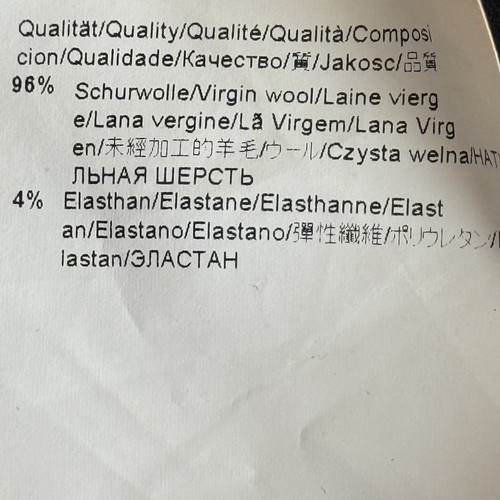 Qualität/Quality/Qualité/Qualità/Composi
cion/Qualidade/Качество/質/Jakosc/品質
96% Schurwolle/Virgin wool/Laine vierg
e/Lana vergine/Lã Virgem/Lana Virg
en/未經加工的羊毛/ウール/Czysta welna/НАТ
ЛЬНАЯ ШЕРСТЬ
4% Elasthan/Elastane/Elasthanne/Elast
an/Elastano/Elastano/彈性纖維/ポリウレタン/
lastan/ЭЛАСТАН